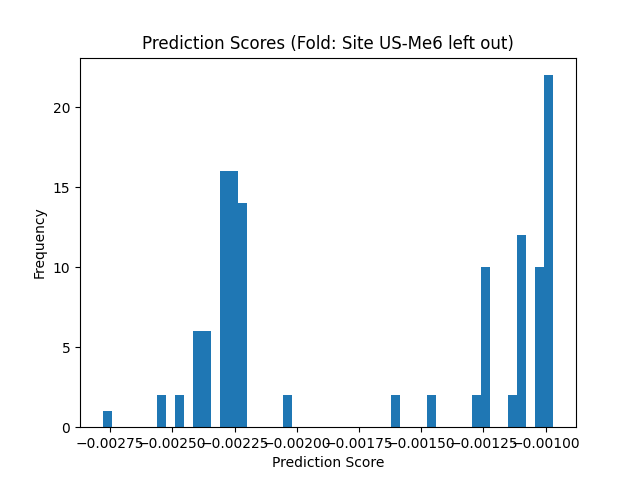 Prediction Scores (Fold: Site US-Me6 left out)
Frequency
20
15
10
5
0
−0.00275 −0.00250 −0.00225 −0.00200 −0.00175 −0.00150 −0.00125 −0.00100
Prediction Score